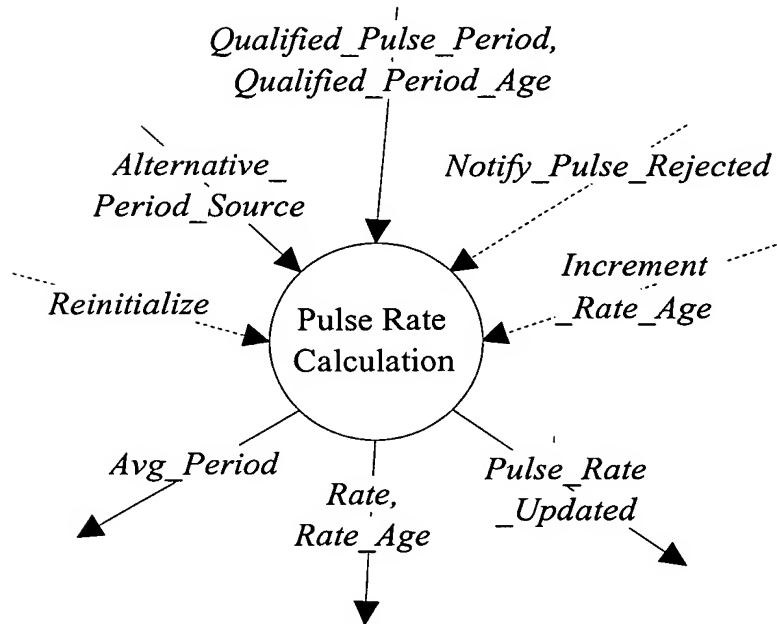 Qualified_Pulse_Period,
Qualified_Period_Age
Alternative_
Period_Source
Notify_Pulse_Rejected
Reinitialize
Increment
_Rate_Age
Pulse Rate
Calculation
Avg_Period
Rate,
Rate_Age
Pulse_Rate
_Updated